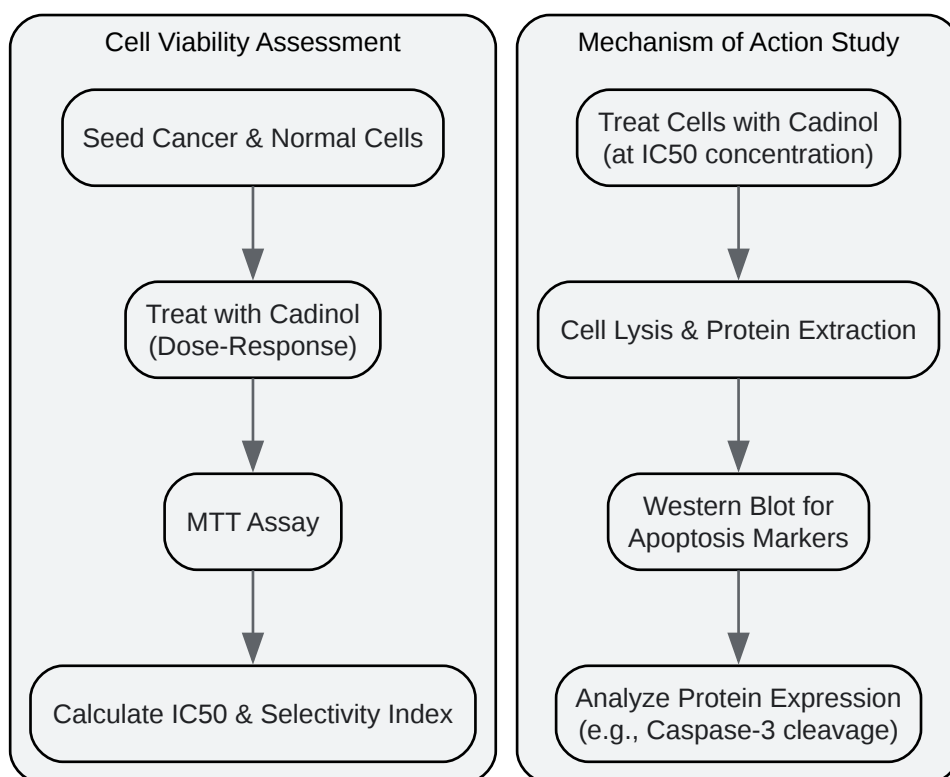 Cell Viability Assessment
Seed Cancer & Normal Cells
Treat with Cadinol
(Dose-Response)
MTT Assay
Calculate IC50 & Selectivity Index
Mechanism of Action Study
Treat Cells with Cadinol
(at IC50 concentration)
Cell Lysis & Protein Extraction
Western Blot for
Apoptosis Markers
Analyze Protein Expression
(e.g., Caspase-3 cleavage)